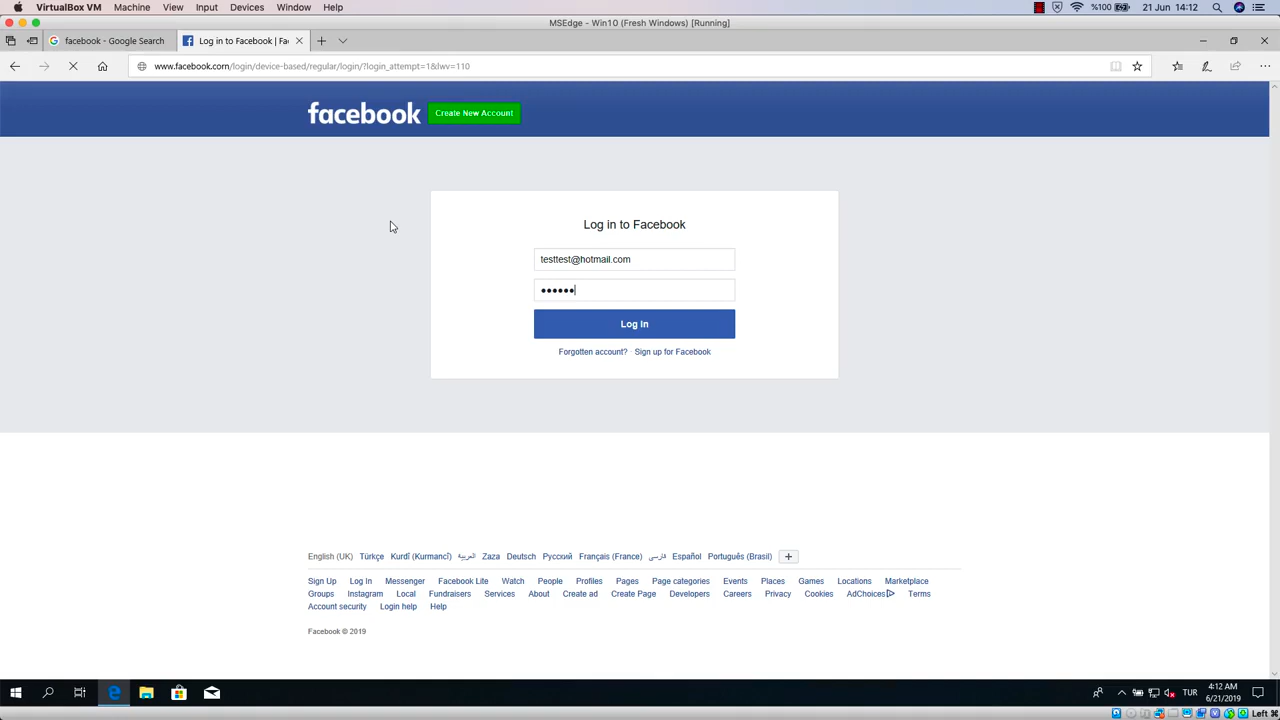 VirtualBox VM Machine View Input Devices Window Help %100 21 Jun 14:12
MSEdge - Win10 (Fresh Windows) [Running]
facebook - Google Search Log in to Facebook | Fa
www.facebook.com/login/device-based/regular/login/?login_attempt=1&lwv=110
facebook Create New Account
Log in to Facebook
testtest@hotmail.com
●●●●●●
Log In
Forgotten account? · Sign up for Facebook
English (UK) Türkçe Kurdî (Kurmancî) العربية Zaza Deutsch Русский Français (France) فارسی Español Português (Brasil) +
Sign Up Log In Messenger Facebook Lite Watch People Profiles Pages Page categories Events Places Games Locations Marketplace
Groups Instagram Local Fundraisers Services About Create ad Create Page Developers Careers Privacy Cookies AdChoices Terms
Account security Login help Help
Facebook © 2019
4:12 AM
TUR
6/21/2019
Left ⌘